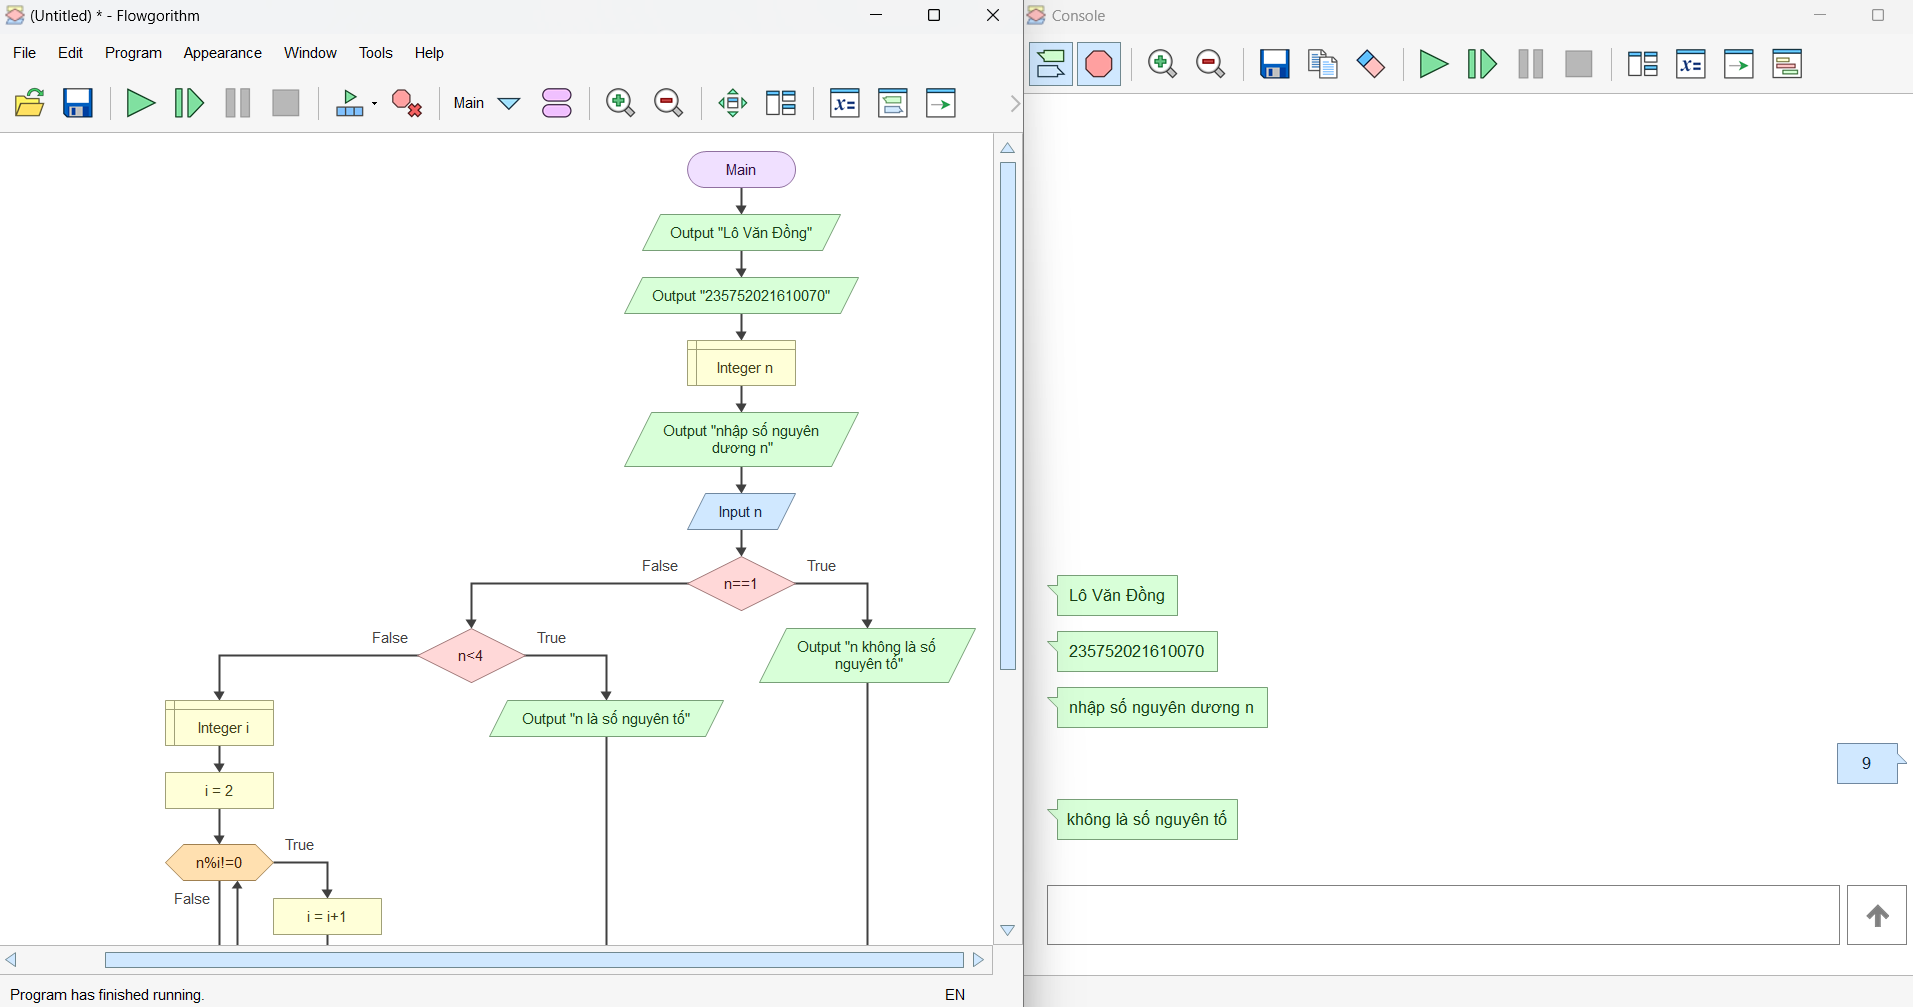 (Untitled) * - Flowgorithm
File Edit Program Appearance Window Tools Help
Main
x=
Main
Output "Lô Văn Đồng"
Output "235752021610070"
Integer n
Output "nhập số nguyên
dương n"
Input n
False
n==1
True
False
n<4
True
Output "n không là số
nguyên tố"
Integer i
Output "n là số nguyên tố"
i = 2
n%i!=0
True
False
i = i+1
Program has finished running.
EN
Console
x=
Lô Văn Đồng
235752021610070
nhập số nguyên dương n
9
không là số nguyên tố